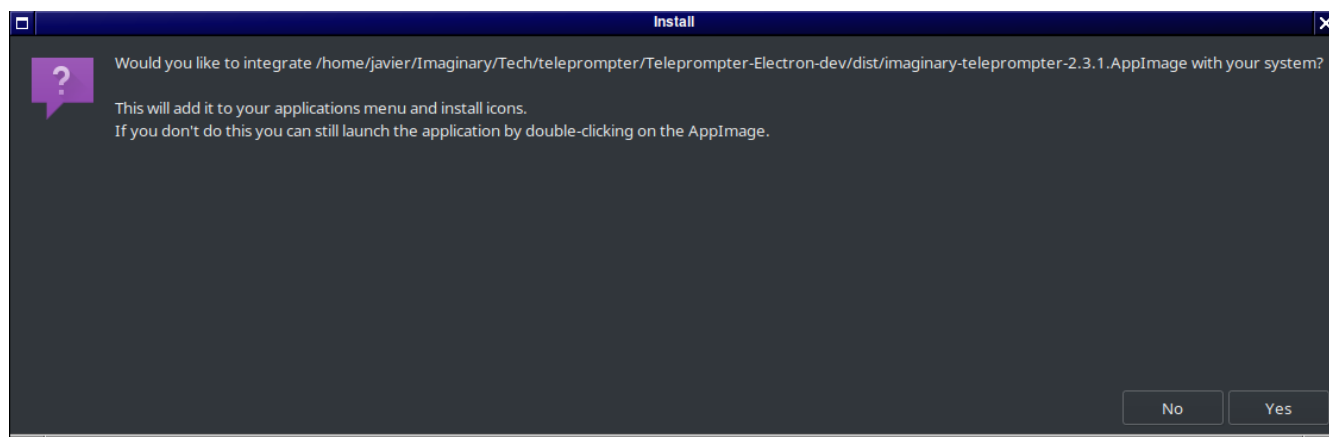 Install
Would you like to integrate /home/javier/Imaginary/Tech/teleprompter/Teleprompter-Electron-dev/dist/imaginary-teleprompter-2.3.1.AppImage with your system?
This will add it to your applications menu and install icons.
If you don't do this you can still launch the application by double-clicking on the AppImage.
No
Yes